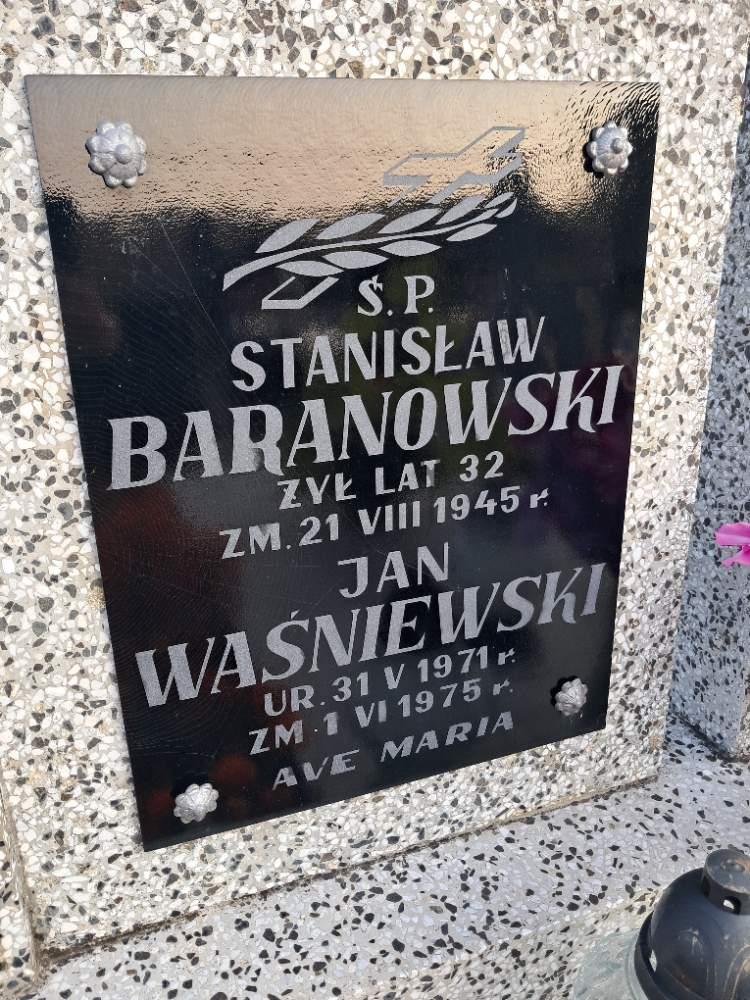 Ś.P.
STANISŁAW
BARANOWSKI
ŻYŁ LAT 32
ZM. 21 VIII 1945 r.
JAN
WAŚNIEWSKI
UR. 31 V 1971 r.
ZM. 1 VI 1975 r.
AVE MARIA